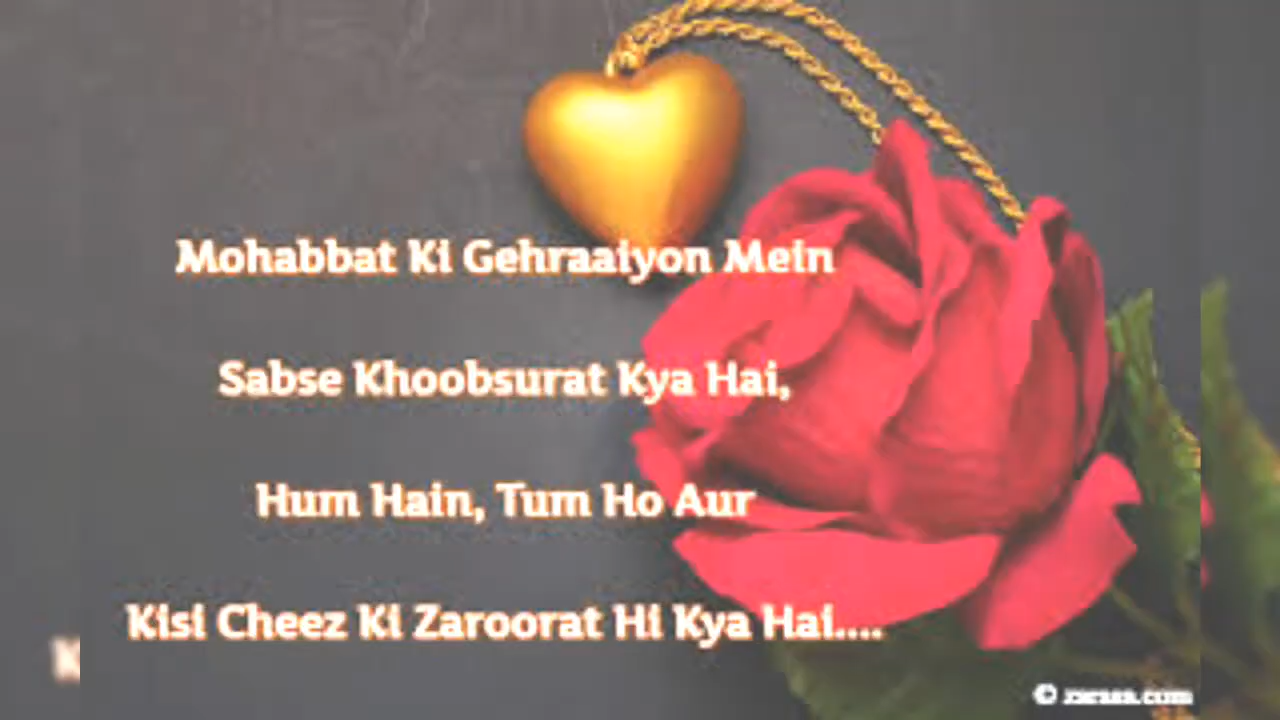 Mohabbat Ki Gehraaiyon Mein
Sabse Khoobsurat Kya Hai,
Hum Hain, Tum Ho Aur
Kisi Cheez Ki Zaroorat Hi Kya Hai....
©